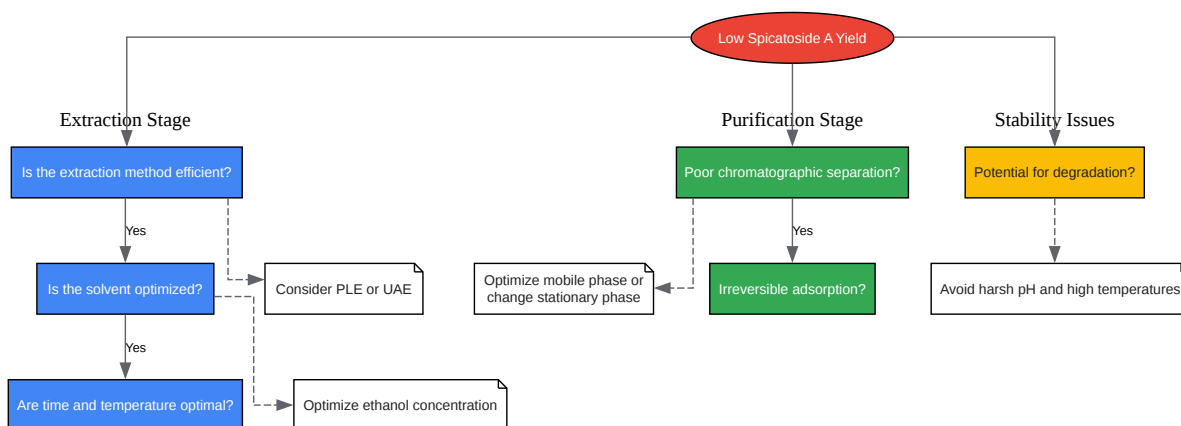 Low Spicatoside A Yield
Extraction Stage
Purification Stage
Stability Issues
Is the extraction method efficient?
Poor chromatographic separation?
Potential for degradation?
Yes
Yes
Is the solvent optimized?
Consider PLE or UAE
Optimize mobile phase or
change stationary phase
Irreversible adsorption?
Avoid harsh pH and high temperatures
Yes
Are time and temperature optimal?
Optimize ethanol concentration